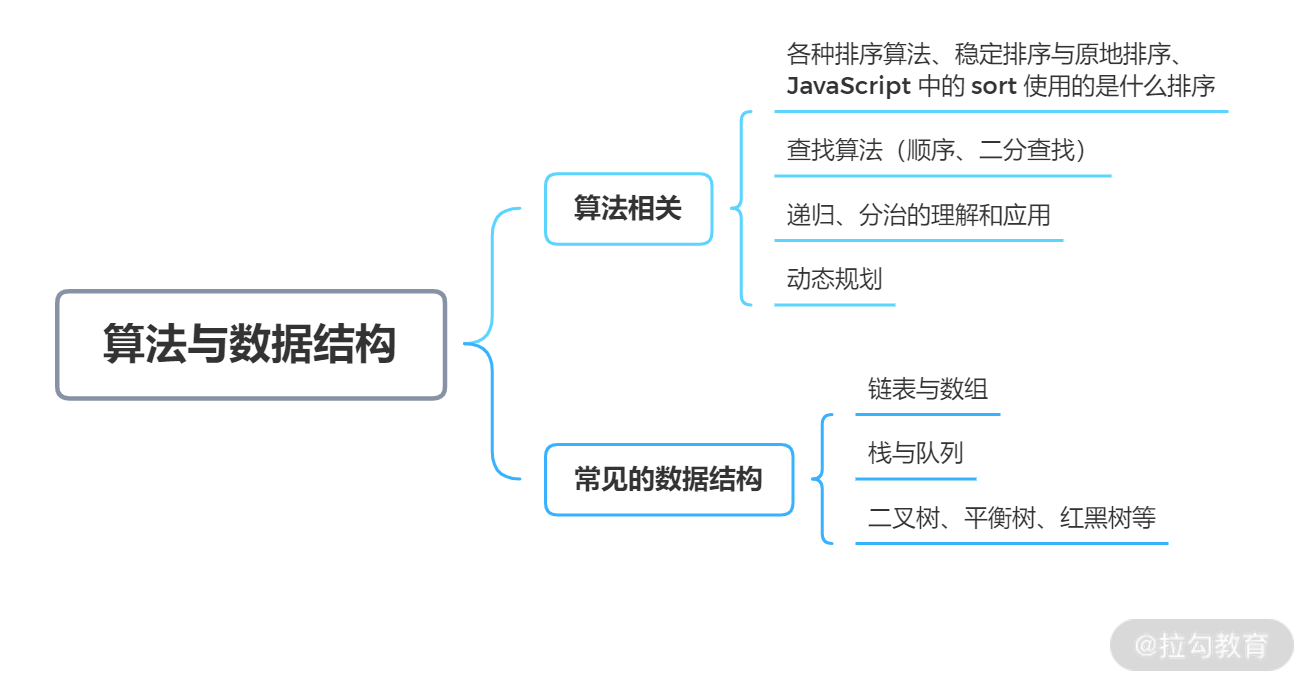 各种排序算法、稳定排序与原地排序、
JavaScript 中的 sort 使用的是什么排序
查找算法（顺序、二分查找）
算法相关
递归、分治的理解和应用
动态规划
算法与数据结构
链表与数组
栈与队列
常见的数据结构
二叉树、平衡树、红黑树等
@拉勾教育